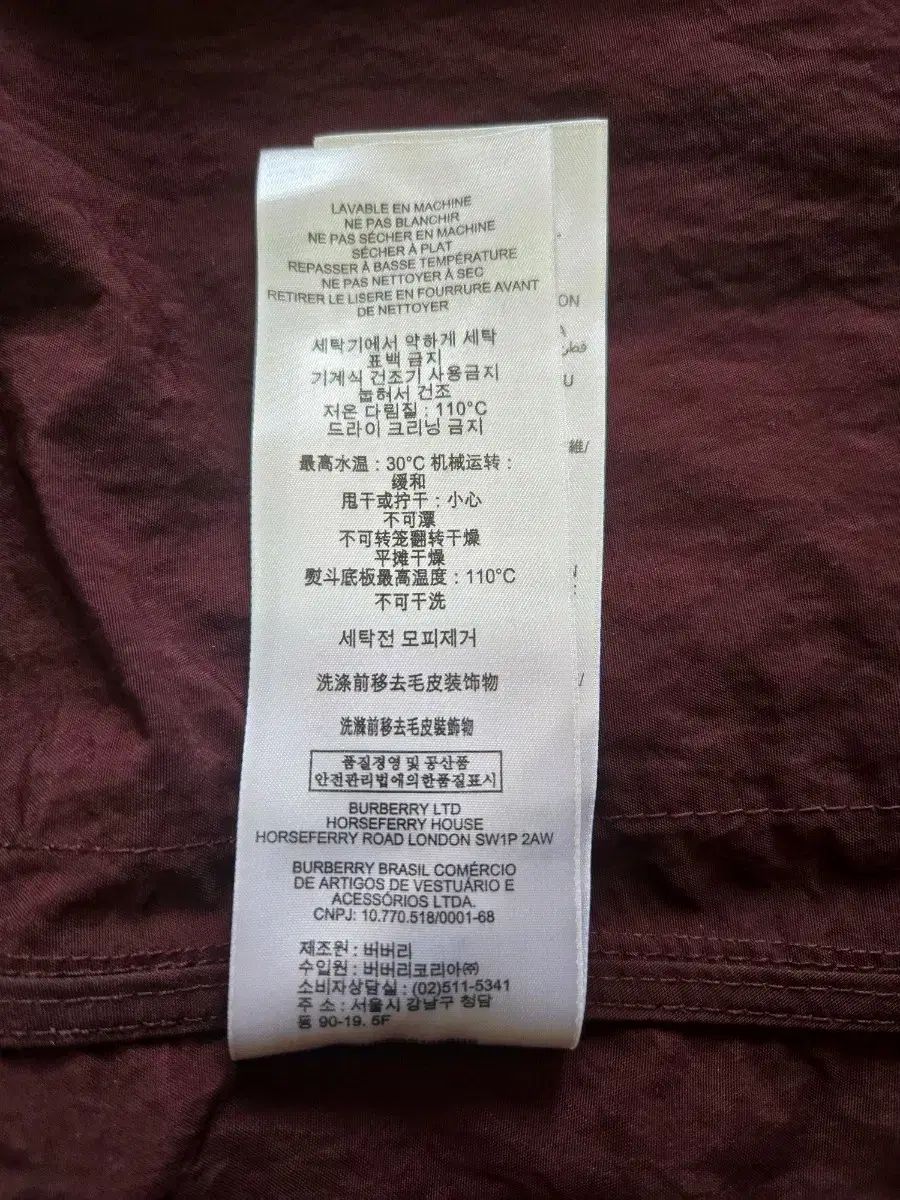 LAVABLE EN MACHINE
NE PAS BLANCHIR
NE PAS SÉCHER EN MACHINE
SÉCHER À PLAT
REPASSER À BASSE TEMPÉRATURE
NE PAS NETTOYER À SEC
RETIRER LE LISERE EN FOURRURE AVANT
DE NETTOYER
세탁기에서 약하게 세탁
표백 금지
기계식 건조기 사용금지
눕혀서 건조
저온 다림질 : 110°C
드라이 크리닝 금지
最高水温：30°C 机械运转：
缓和
甩干或拧干：小心
不可漂
不可转笼翻转干燥
平摊干燥
熨斗底板最高温度：110°C
不可干洗
세탁전 모피제거
洗涤前移去毛皮装饰物
洗滌前移去毛皮裝飾物
품질경영 및 공산품
안전관리법에의한품질표시
BURBERRY LTD
HORSEFERRY HOUSE
HORSEFERRY ROAD LONDON SW1P 2AW
BURBERRY BRASIL COMÉRCIO
DE ARTIGOS DE VESTUÁRIO E
ACESSÓRIOS LTDA.
CNPJ: 10.770.518/0001-68
제조원 : 버버리
수입원 : 버버리코리아㈜
소비자상담실 : (02)511-5341
주 소 : 서울시 강남구 청담
동 90-19. 5F
ON
قطن
U
維/